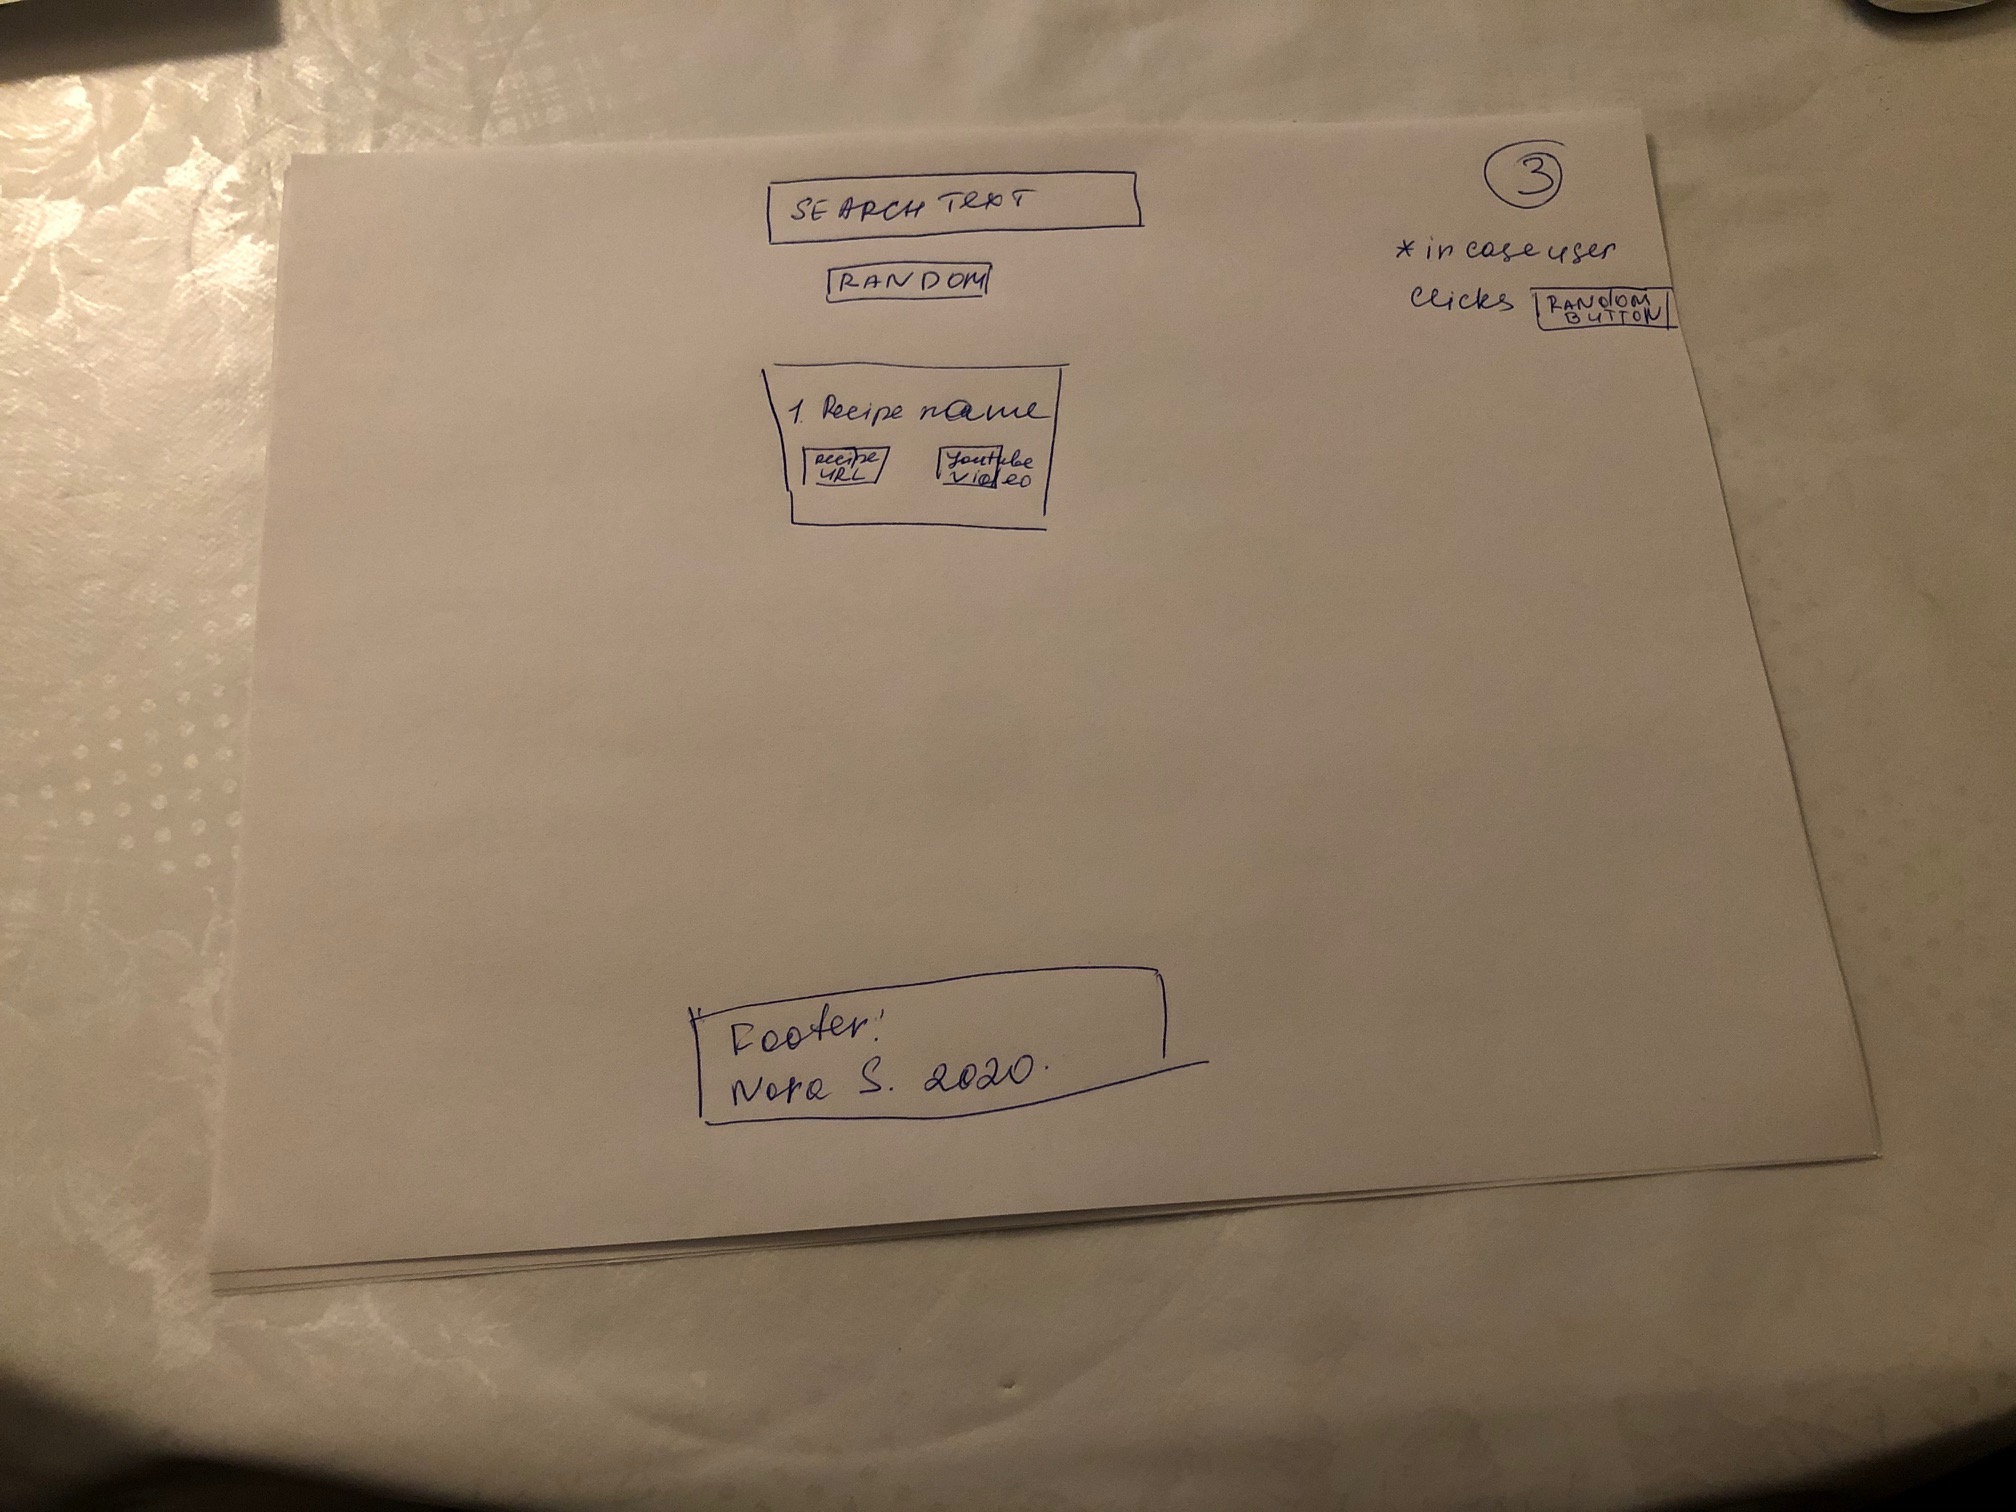 3
SEARCH TEXT
RANDOM
* in case user
clicks RANDOM
BUTTON
1. Recipe name
recipe
URL
Youtube
Video
Footer:
Nora S. 2020.